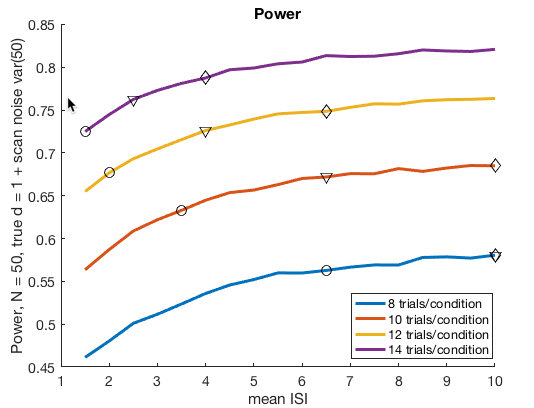 Power
Power, N = 50, true d = 1 + scan noise var(50)
0.85
0.8
0.75
0.7
0.65
0.6
0.55
0.5
0.45
1 2 3 4 5 6 7 8 9 10
mean ISI
8 trials/condition
10 trials/condition
12 trials/condition
14 trials/condition